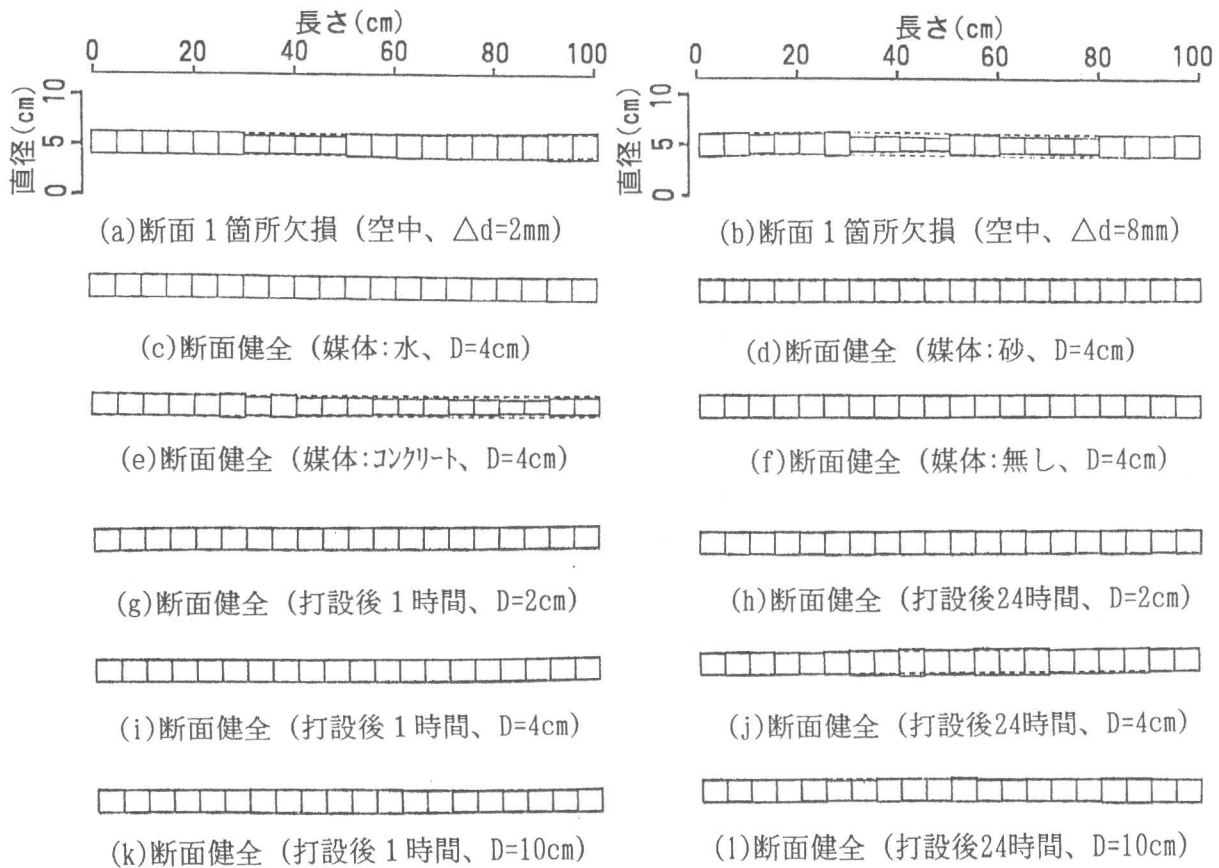 長さ(cm)
0 20 40 60 80 100
直径(cm)
0 5 10
(a)断面1箇所欠損 (空中、△d=2mm)
長さ(cm)
0 20 40 60 80 100
直径(cm)
0 5 10
(b)断面1箇所欠損 (空中、△d=8mm)
(c)断面健全 (媒体:水、D=4cm)
(d)断面健全 (媒体:砂、D=4cm)
(e)断面健全 (媒体:コンクリート、D=4cm)
(f)断面健全 (媒体:無し、D=4cm)
(g)断面健全 (打設後1時間、D=2cm)
(h)断面健全 (打設後24時間、D=2cm)
(i)断面健全 (打設後1時間、D=4cm)
(j)断面健全 (打設後24時間、D=4cm)
(k)断面健全 (打設後1時間、D=10cm)
(l)断面健全 (打設後24時間、D=10cm)